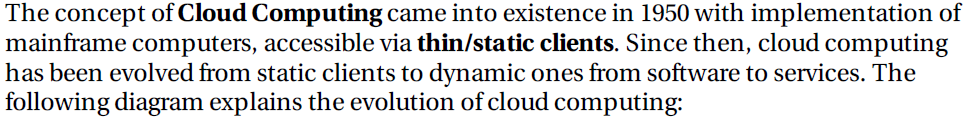 The concept of Cloud Computing came into existence in 1950 with implementation of
mainframe computers, accessible via thin/static clients. Since then, cloud computing
has been evolved from static clients to dynamic ones from software to services. The
following diagram explains the evolution of cloud computing: